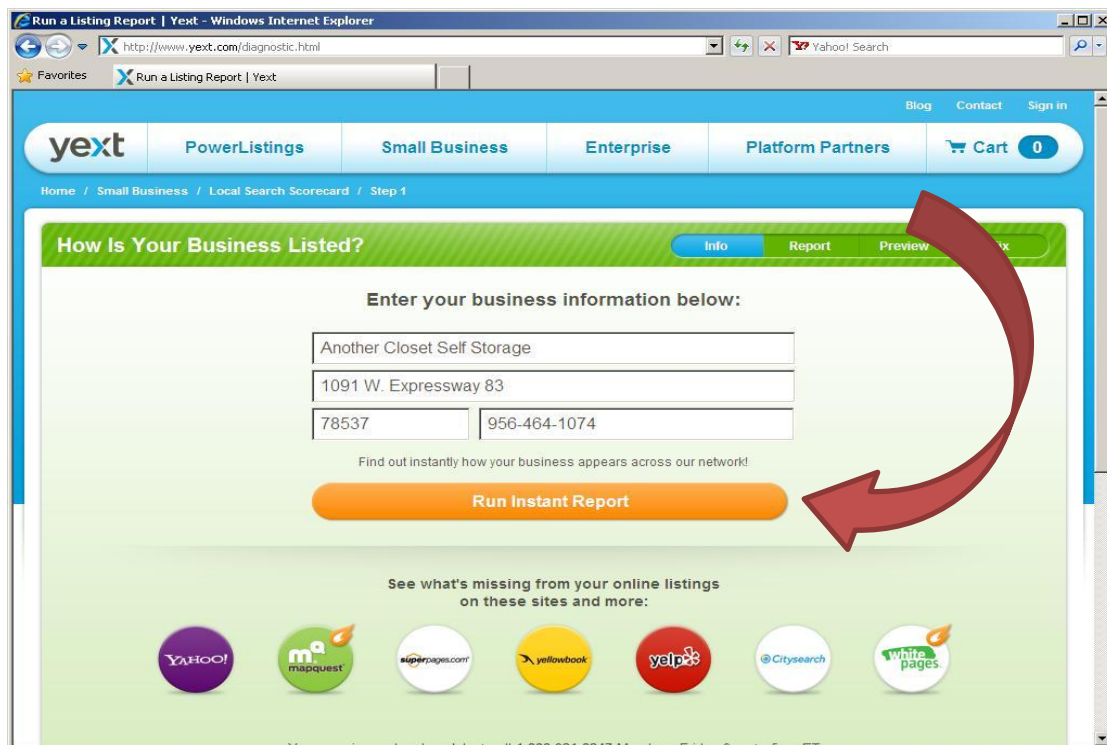 Run a Listing Report | Yext - Windows Internet Explorer
http://www.yext.com/diagnostic.html
Yahoo! Search
Favorites
Run a Listing Report | Yext
Blog Contact Sign in
yext PowerListings Small Business Enterprise Platform Partners Cart 0
Home / Small Business / Local Search Scorecard / Step 1
How Is Your Business Listed?
Info Report Preview
Enter your business information below:
Another Closet Self Storage
1091 W. Expressway 83
78537 956-464-1074
Find out instantly how your business appears across our network!
Run Instant Report
See what's missing from your online listings
on these sites and more:
YAHOO! mapquest superpages.com yellowbook yelp Citysearch white pages